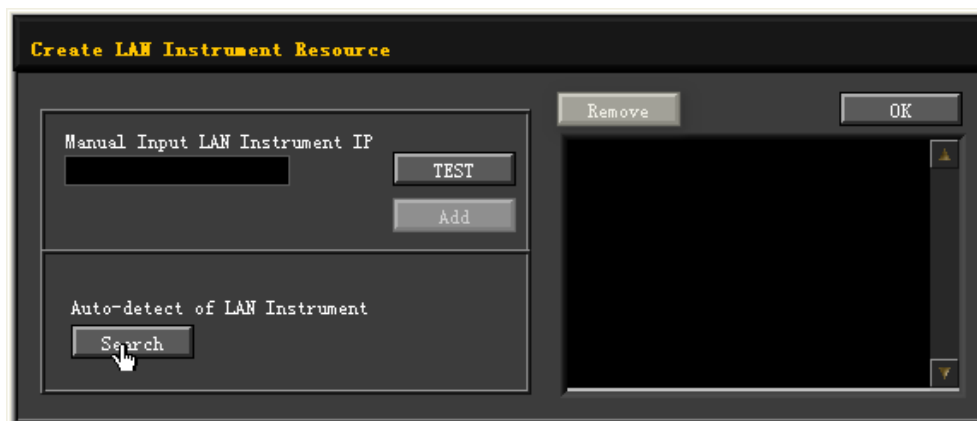 Create LAN Instrument Resource
Manual Input LAN Instrument IP
TEST
Add
Auto-detect of LAN Instrument
Search
Remove
OK